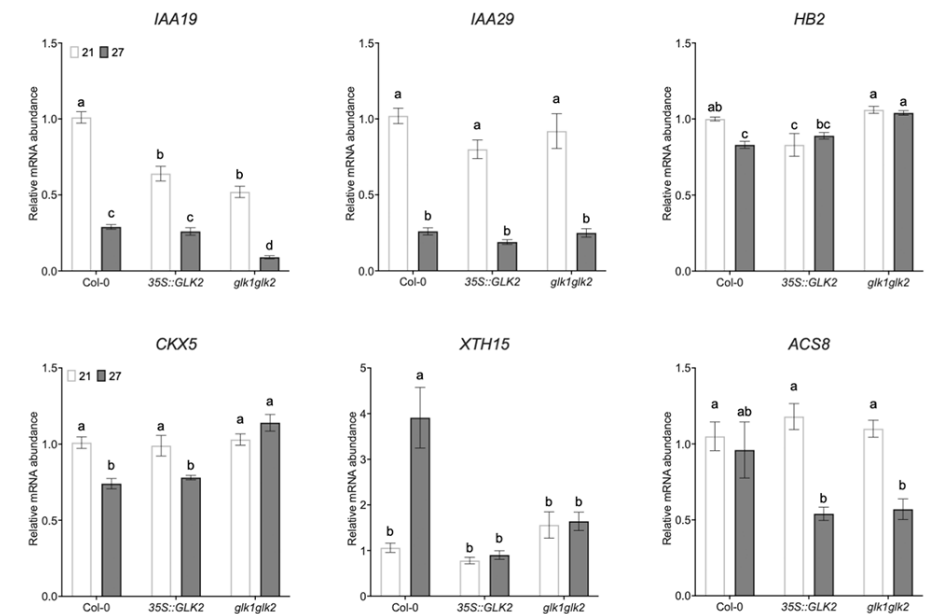 IAA19
IAA29
HB2
1.5
21 27
a
1.0
b
b
0.5
c
c
d
0.0
Relative mRNA abundance
Col-0
35S::GLK2
glk1glk2
1.5
a
a
a
1.0
0.5
b
b
b
0.0
Relative mRNA abundance
Col-0
35S::GLK2
glk1glk2
1.5
ab
c
c
bc
a
a
1.0
0.5
0.0
Relative mRNA abundance
Col-0
35S::GLK2
glk1glk2
CKX5
XTH15
ACS8
1.5
21 27
a
b
a
b
a
a
1.0
0.5
0.0
Relative mRNA abundance
Col-0
35S::GLK2
glk1glk2
5
4
3
2
1
0
b
a
b
b
b
b
Relative mRNA abundance
Col-0
35S::GLK2
glk1glk2
1.5
a
ab
a
b
a
b
1.0
0.5
0.0
Relative mRNA abundance
Col-0
35S::GLK2
glk1glk2